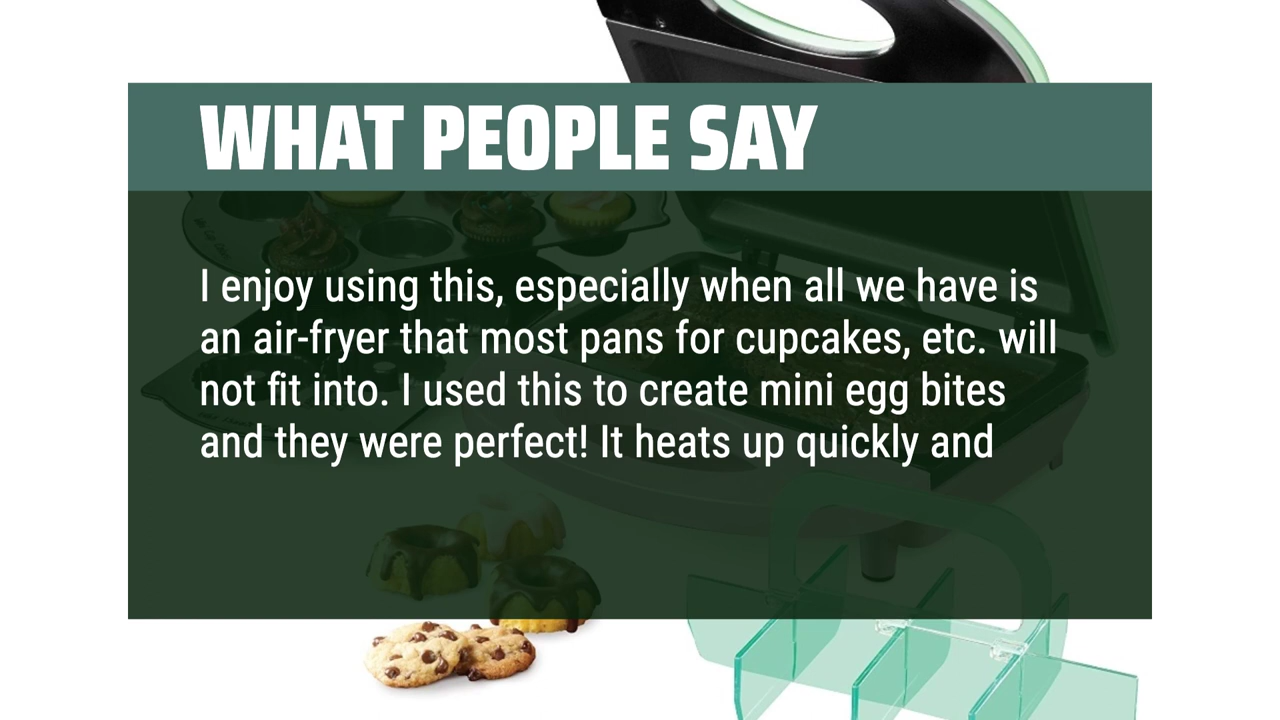 WHAT PEOPLE SAY
I enjoy using this, especially when all we have is
an air-fryer that most pans for cupcakes, etc. will
not fit into. I used this to create mini egg bites
and they were perfect! It heats up quickly and